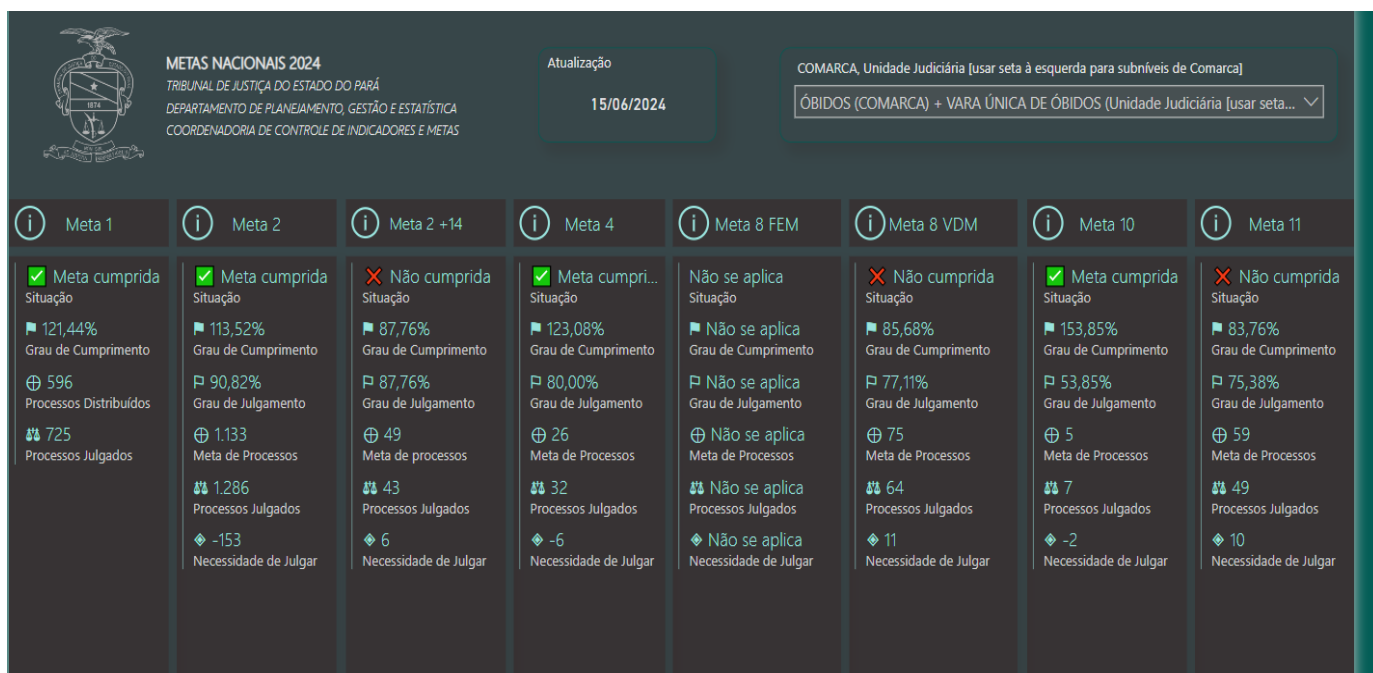 METAS NACIONAIS 2024
TRIBUNAL DE JUSTIÇA DO ESTADO DO PARÁ
DEPARTAMENTO DE PLANEJAMENTO, GESTÃO E ESTATÍSTICA
COORDENADORIA DE CONTROLE DE INDICADORES E METAS
1874
Atualização
15/06/2024
COMARCA, Unidade Judiciária [usar seta à esquerda para subníveis de Comarca]
ÓBIDOS (COMARCA) + VARA ÚNICA DE ÓBIDOS (Unidade Judiciária [usar seta...
Meta 1
Meta cumprida
Situação
121,44%
Grau de Cumprimento
596
Processos Distribuídos
725
Processos Julgados
Meta 2
Meta cumprida
Situação
113,52%
Grau de Cumprimento
90,82%
Grau de Julgamento
1.133
Meta de Processos
1.286
Processos Julgados
-153
Necessidade de Julgar
Meta 2 +14
Não cumprida
Situação
87,76%
Grau de Cumprimento
87,76%
Grau de Julgamento
49
Meta de processos
43
Processos Julgados
6
Necessidade de Julgar
Meta 4
Meta cumpri...
Situação
123,08%
Grau de Cumprimento
80,00%
Grau de Julgamento
26
Meta de Processos
32
Processos Julgados
-6
Necessidade de Julgar
Meta 8 FEM
Não se aplica
Situação
Não se aplica
Grau de Cumprimento
Não se aplica
Grau de Julgamento
Não se aplica
Meta de Processos
Não se aplica
Processos Julgados
Não se aplica
Necessidade de Julgar
Meta 8 VDM
Não cumprida
Situação
85,68%
Grau de Cumprimento
77,11%
Grau de Julgamento
75
Meta de Processos
64
Processos Julgados
11
Necessidade de Julgar
Meta 10
Meta cumprida
Situação
153,85%
Grau de Cumprimento
53,85%
Grau de Julgamento
5
Meta de Processos
7
Processos Julgados
-2
Necessidade de Julgar
Meta 11
Não cumprida
Situação
83,76%
Grau de Cumprimento
75,38%
Grau de Julgamento
59
Meta de Processos
49
Processos Julgados
10
Necessidade de Julgar